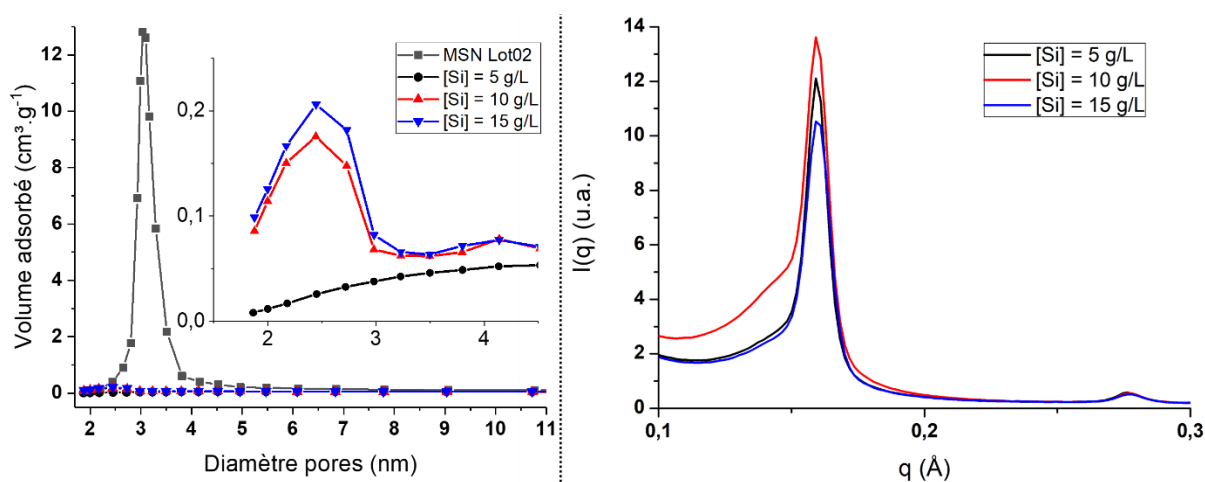 Volume adsorbé (cm³.g⁻¹)
12
10
8
6
4
2
0
2 3 4 5 6 7 8 9 10 11
Diamètre pores (nm)
MSN Lot02
[Si] = 5 g/L
[Si] = 10 g/L
[Si] = 15 g/L
0,2
0,1
0,0
2 3 4
I(q) (u.a.)
14
12
10
8
6
4
2
0
0,1 0,2 0,3
q (Å)
[Si] = 5 g/L
[Si] = 10 g/L
[Si] = 15 g/L